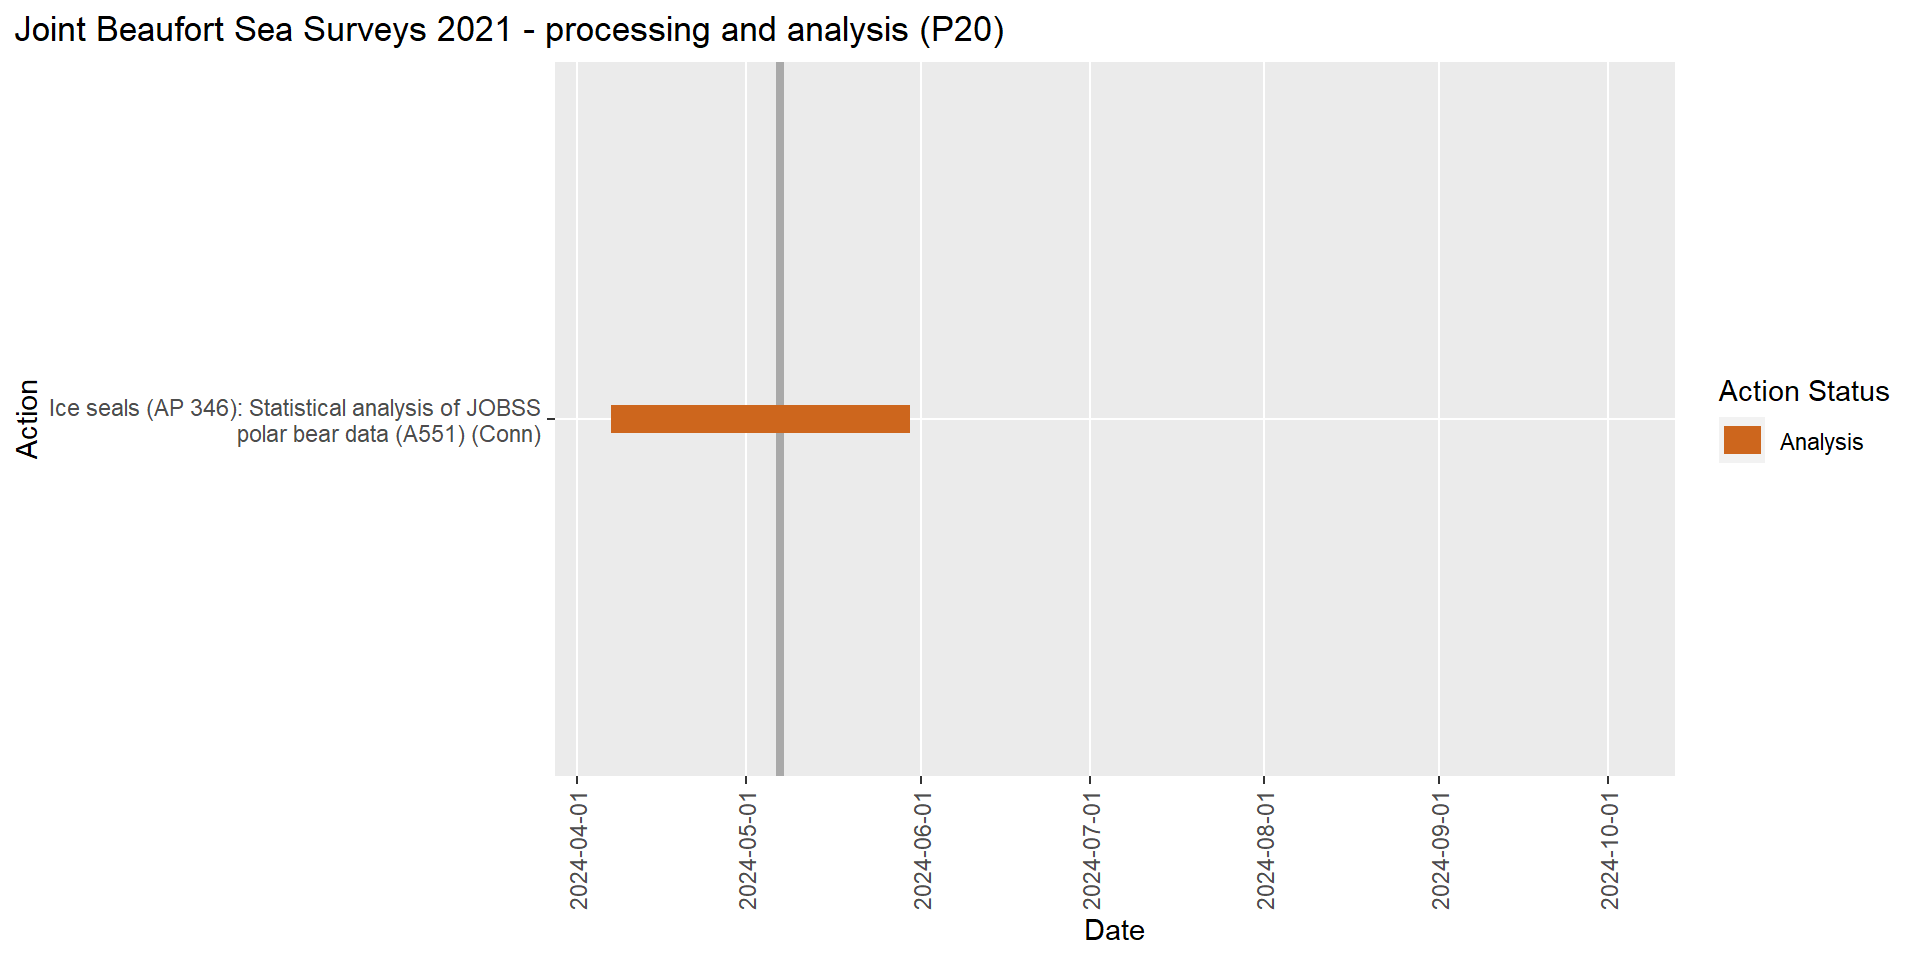 Joint Beaufort Sea Surveys 2021 - processing and analysis (P20)
Action
Ice seals (AP 346): Statistical analysis of JOBSS
polar bear data (A551) (Conn)
Action Status
Analysis
2024-04-01
2024-05-01
2024-06-01
2024-07-01
2024-08-01
2024-09-01
2024-10-01
Date